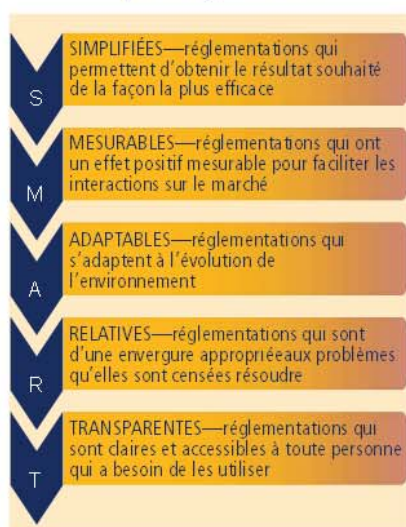 S
SIMPLIFIÉES—réglementations qui
permettent d'obtenir le résultat souhaité
de la façon la plus efficace
M
MESURABLES—réglementations qui ont
un effet positif mesurable pour faciliter les
interactions sur le marché
A
ADAPTABLES—réglementations qui
s'adaptent à l'évolution de
l'environnement
R
RELATIVES—réglementations qui sont
d'une envergure appropriéeaux problèmes
qu'elles sont censées résoudre
T
TRANSPARENTES—réglementations qui
sont claires et accessibles à toute personne
qui a besoin de les utiliser